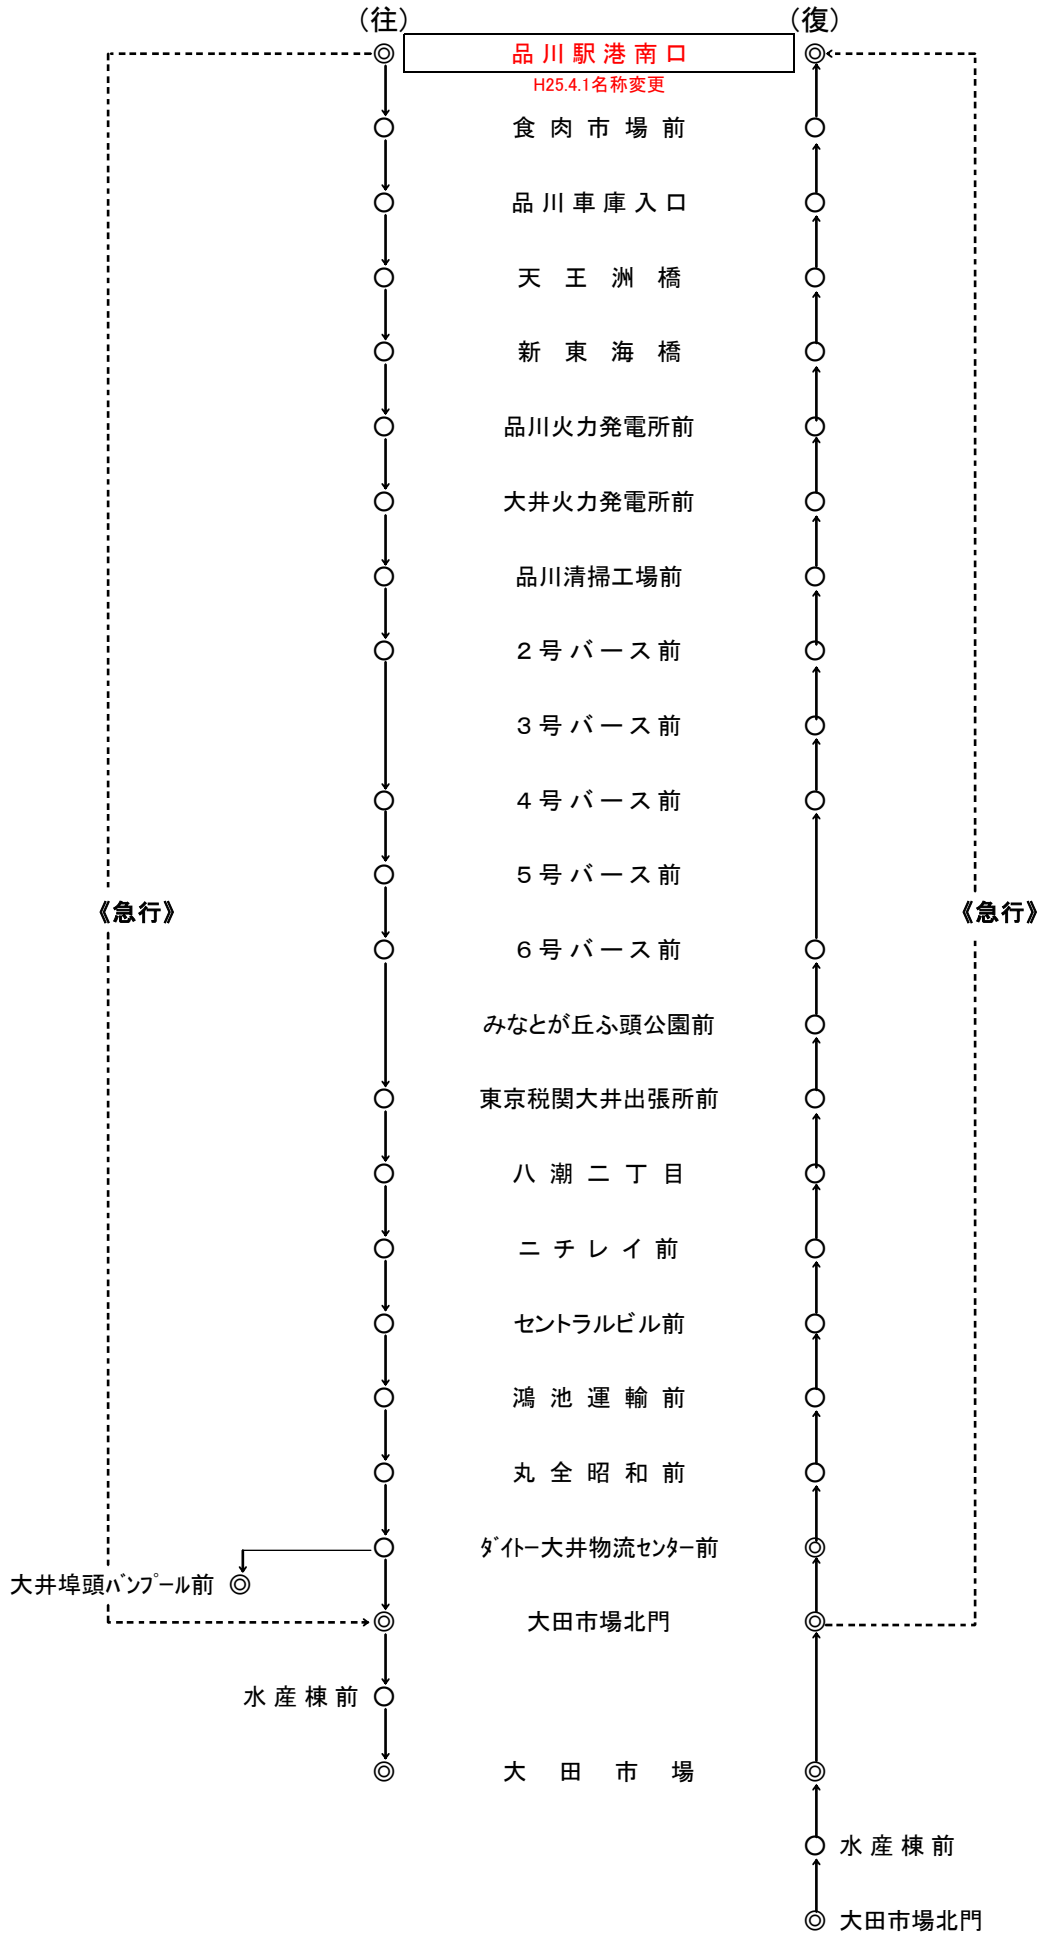 （往）
（復）
品川駅港南口
H25.4.1名称変更
食肉市場前
品川車庫入口
天王洲橋
新東海橋
品川火力発電所前
大井火力発電所前
品川清掃工場前
２号バース前
３号バース前
４号バース前
５号バース前
《急行》
《急行》
６号バース前
みなとが丘ふ頭公園前
東京税関大井出張所前
八潮二丁目
ニチレイ前
セントラルビル前
鴻池運輸前
丸全昭和前
ﾀﾞｲﾄｰ大井物流ｾﾝﾀｰ前
大井埠頭ﾊﾞﾝﾌﾟｰﾙ前
大田市場北門
水産棟前
大田市場
水産棟前
大田市場北門